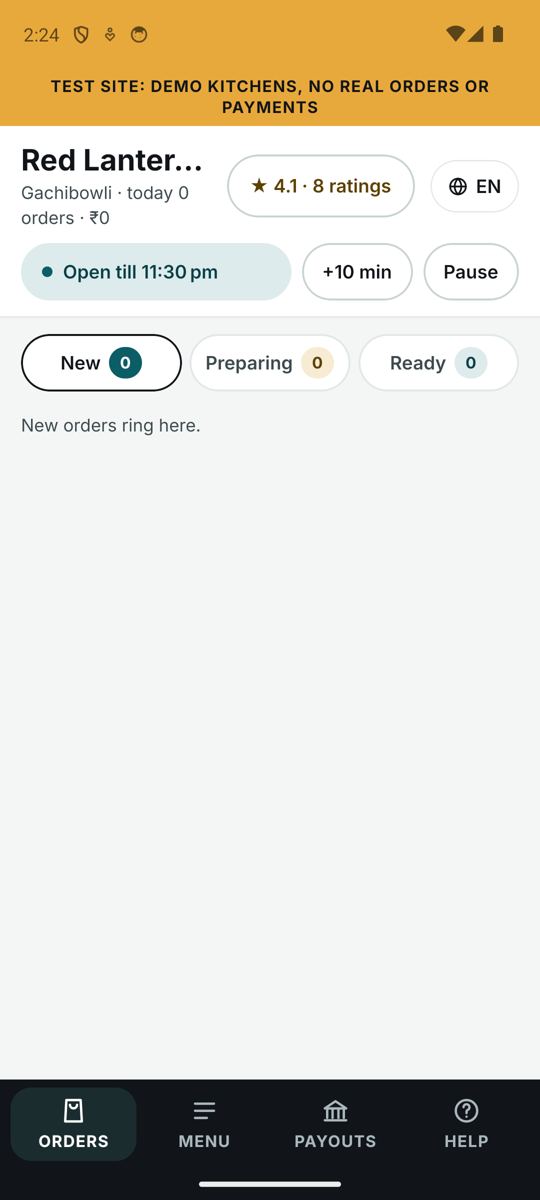 2:24
TEST SITE: DEMO KITCHENS, NO REAL ORDERS OR
PAYMENTS
Red Lanter...
Gachibowli · today 0
orders · ₹0
★ 4.1 · 8 ratings
EN
Open till 11:30 pm
+10 min
Pause
New 0
Preparing 0
Ready 0
New orders ring here.
ORDERS
MENU
PAYOUTS
HELP